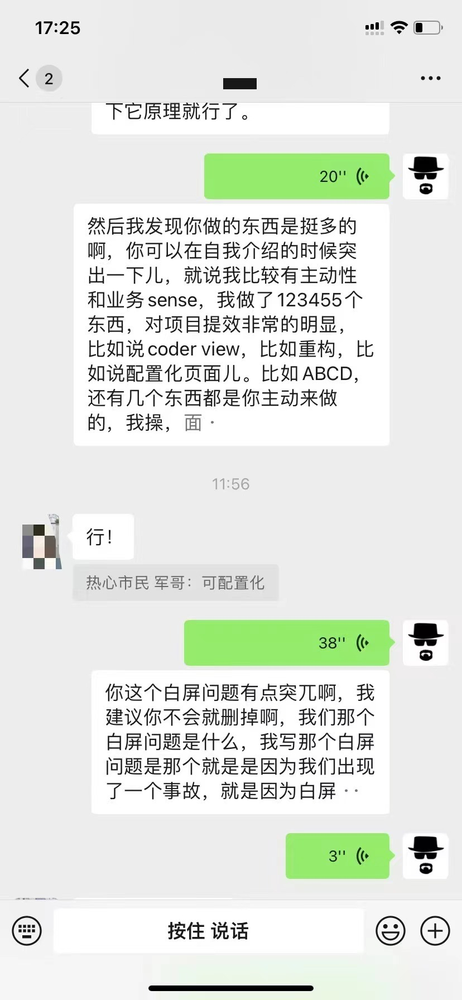 17:25
2
下它原理就行了。
20''
然后我发现你做的东西是挺多的
啊，你可以在自我介绍的时候突
出一下儿，就说我比较有主动性
和业务sense，我做了123455个
东西，对项目提效非常的明显，
比如说coder view，比如重构，比
如说配置化页面儿。比如ABCD，
还有几个东西都是你主动来做
的，我操，面 ·
11:56
行！
热心市民 军哥：可配置化
38''
你这个白屏问题有点突兀啊，我
建议你不会就删掉啊，我们那个
白屏问题是什么，我写那个白屏
问题是那个就是是因为我们出现
了一个事故，就是因为白屏 ··
3''
按住 说话